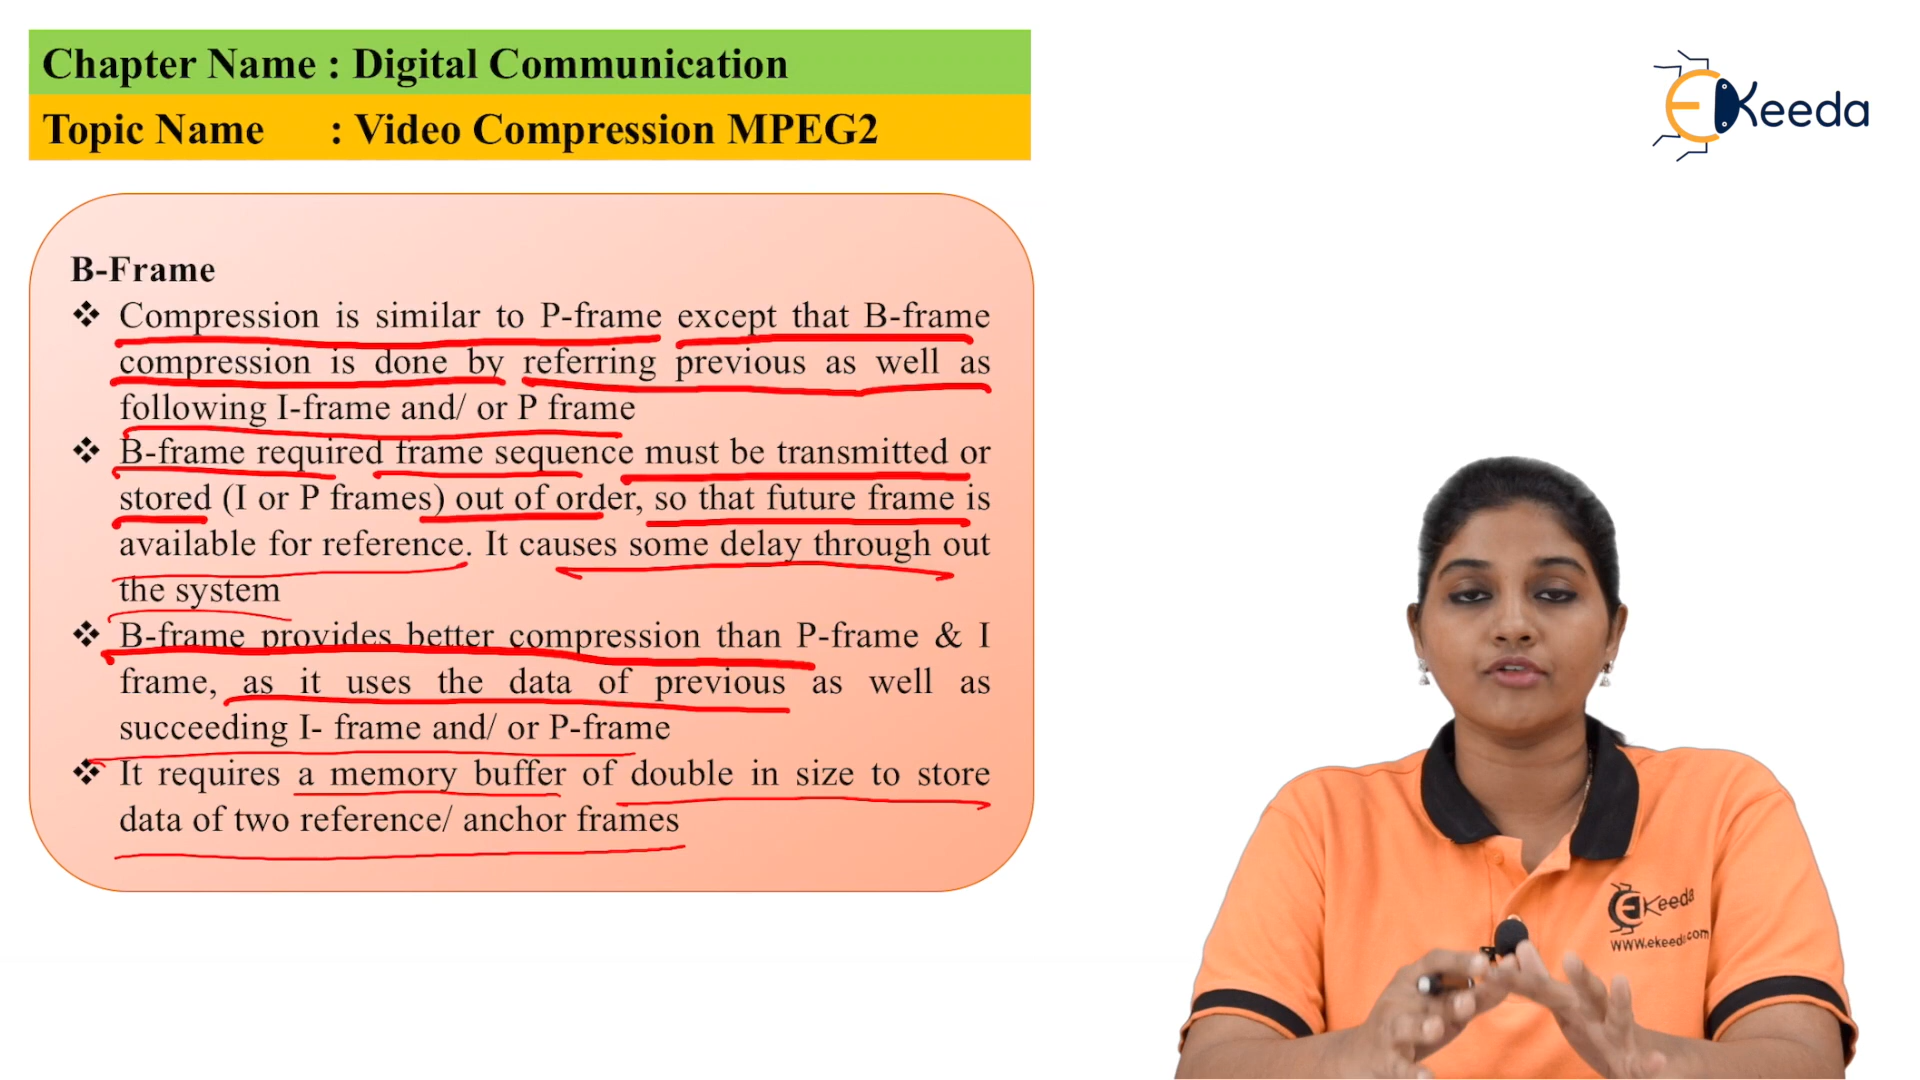 Chapter Name : Digital Communication
Topic Name : Video Compression MPEG2
EKeeda
B-Frame
❖ Compression is similar to P-frame except that B-frame
compression is done by referring previous as well as
following I-frame and/ or P frame
❖ B-frame required frame sequence must be transmitted or
stored (I or P frames) out of order, so that future frame is
available for reference. It causes some delay through out
the system
❖ B-frame provides better compression than P-frame & I
frame, as it uses the data of previous as well as
succeeding I- frame and/ or P-frame
❖ It requires a memory buffer of double in size to store
data of two reference/ anchor frames
EKeeda
www.ekeeda.com